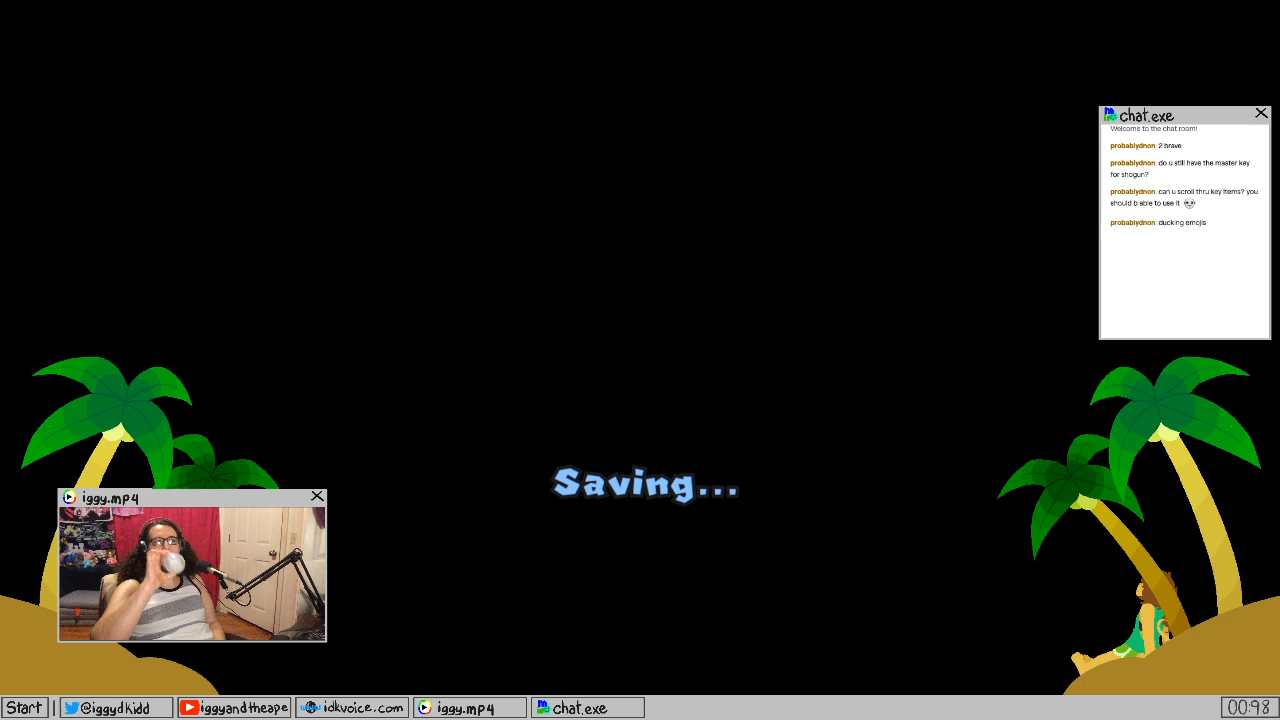 chat.exe
Welcome to the chat room!
probablydnon: 2 brave
probablydnon: do u still have the master key
for shogun?
probablydnon: can u scroll thru key items? you
should b able to use it
probablydnon: ducking emojis
Saving...
iggy.mp4
Start
@iggydkidd
iggyandtheape
idkvoice.com
iggy.mp4
chat.exe
00:98